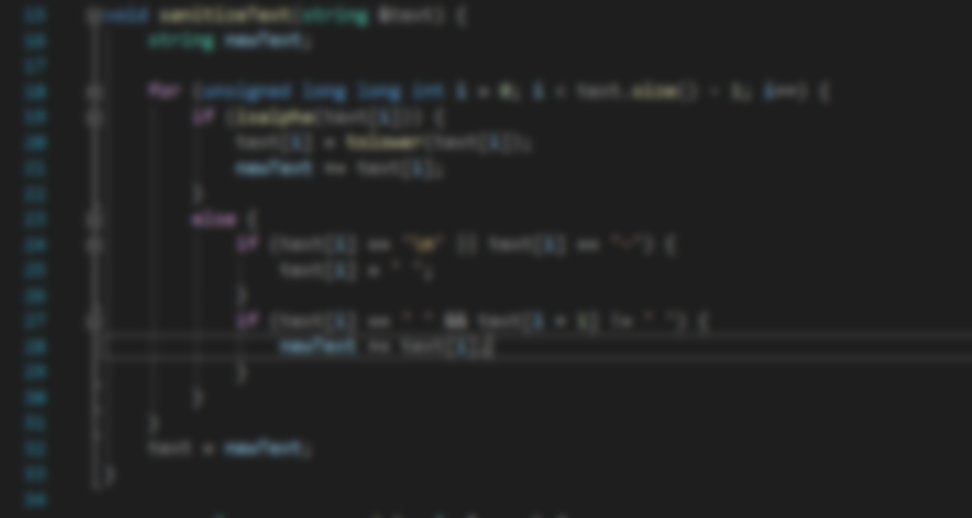 15 void sanitizeText(string &text) {
16 string newText;
17
18 for (unsigned long long int i = 0; i < text.size() - 1; i++) {
19 if (isalpha(text[i])) {
20 text[i] = tolower(text[i]);
21 newText += text[i];
22 }
23 else {
24 if (text[i] == '\n' || text[i] == '-') {
25 text[i] = ' ';
26 }
27 if (text[i] == ' ' && text[i + 1] != ' ') {
28 newText += text[i];
29 }
30 }
31 }
32 text = newText;
33 }
34